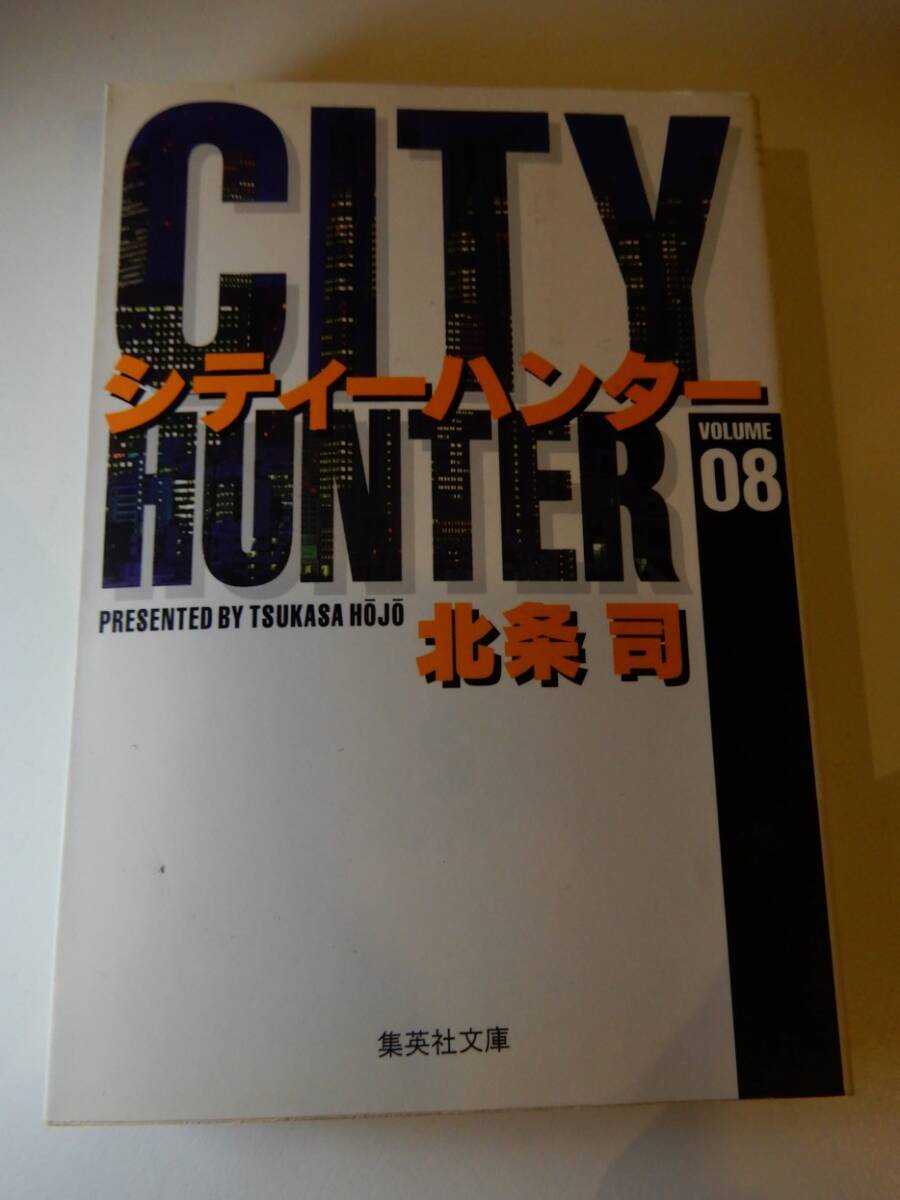 CITY
シティーハンター
HUNTER
VOLUME
08
PRESENTED BY TSUKASA HŌJŌ
北条 司
集英社文庫